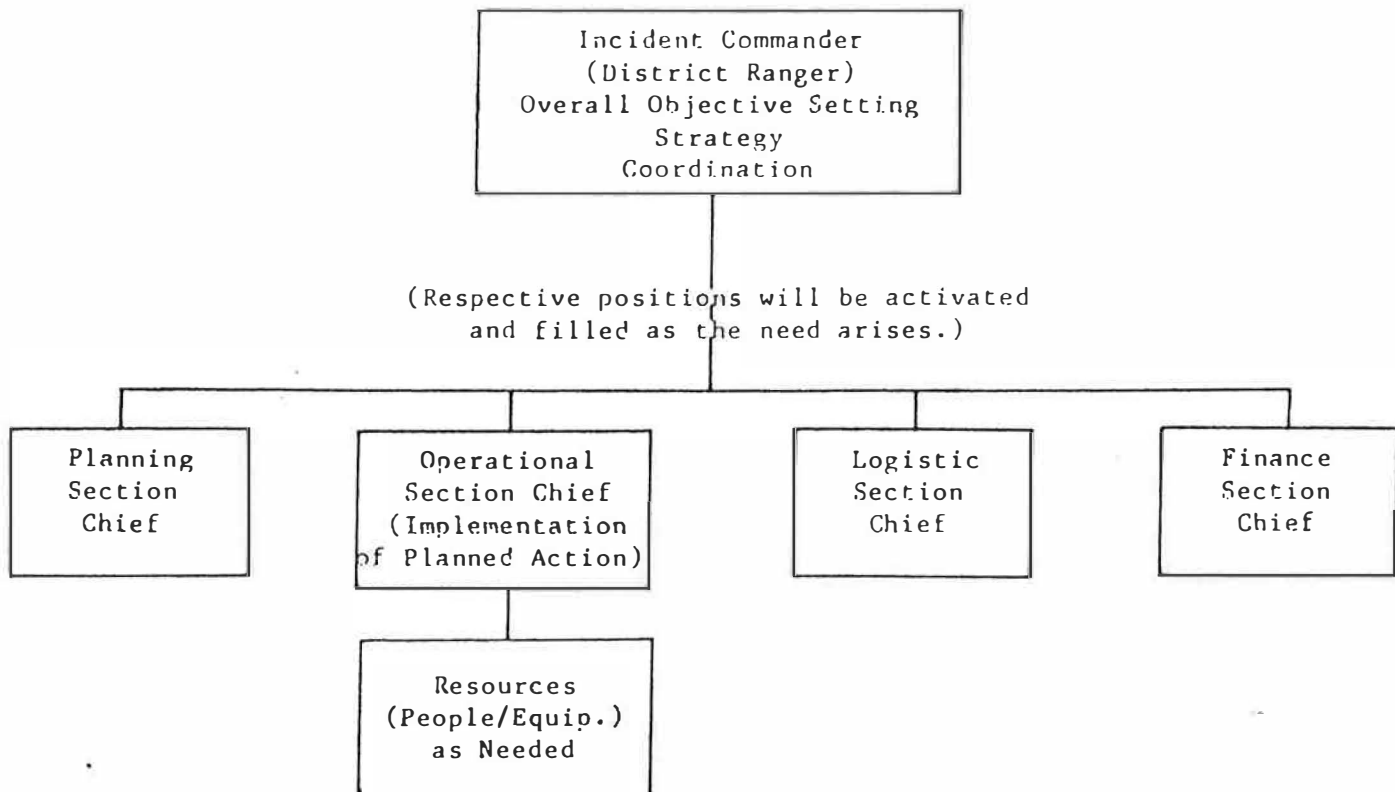 Incident Commander
(District Ranger)
Overall Objective Setting
Strategy
Coordination
(Respective positions will be activated
and filled as the need arises.)
Planning
Section
Chief
Operational
Section Chief
(Implementation
of Planned Action)
Logistic
Section
Chief
Finance
Section
Chief
Resources
(People/Equip.)
as Needed